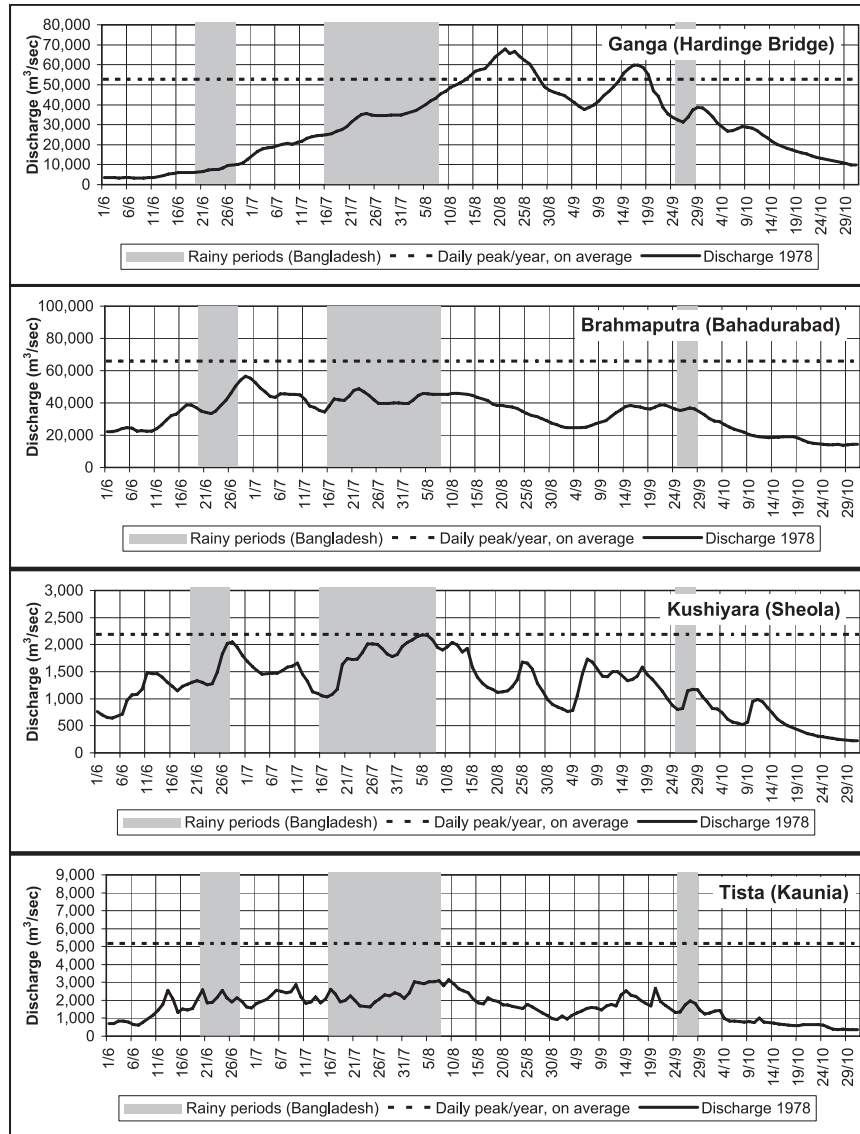 Ganga (Hardinge Bridge)
Discharge (m³/sec)
80,000
70,000
60,000
50,000
40,000
30,000
20,000
10,000
0
1/6 6/6 11/6 16/6 21/6 26/6 1/7 6/7 11/7 16/7 21/7 26/7 31/7 5/8 10/8 15/8 20/8 25/8 30/8 4/9 9/9 14/9 19/9 24/9 29/9 4/10 9/10 14/10 19/10 24/10 29/10
Rainy periods (Bangladesh) Daily peak/year, on average Discharge 1978
Brahmaputra (Bahadurabad)
Discharge (m³/sec)
100,000
80,000
60,000
40,000
20,000
0
1/6 6/6 11/6 16/6 21/6 26/6 1/7 6/7 11/7 16/7 21/7 26/7 31/7 5/8 10/8 15/8 20/8 25/8 30/8 4/9 9/9 14/9 19/9 24/9 29/9 4/10 9/10 14/10 19/10 24/10 29/10
Rainy periods (Bangladesh) Daily peak/year, on average Discharge 1978
Kushiyara (Sheola)
Discharge (m³/sec)
3,000
2,500
2,000
1,500
1,000
500
0
1/6 6/6 11/6 16/6 21/6 26/6 1/7 6/7 11/7 16/7 21/7 26/7 31/7 5/8 10/8 15/8 20/8 25/8 30/8 4/9 9/9 14/9 19/9 24/9 29/9 4/10 9/10 14/10 19/10 24/10 29/10
Rainy periods (Bangladesh) Daily peak/year, on average Discharge 1978
Tista (Kaunia)
Discharge (m³/sec)
9,000
8,000
7,000
6,000
5,000
4,000
3,000
2,000
1,000
0
1/6 6/6 11/6 16/6 21/6 26/6 1/7 6/7 11/7 16/7 21/7 26/7 31/7 5/8 10/8 15/8 20/8 25/8 30/8 4/9 9/9 14/9 19/9 24/9 29/9 4/10 9/10 14/10 19/10 24/10 29/10
Rainy periods (Bangladesh) Daily peak/year, on average Discharge 1978